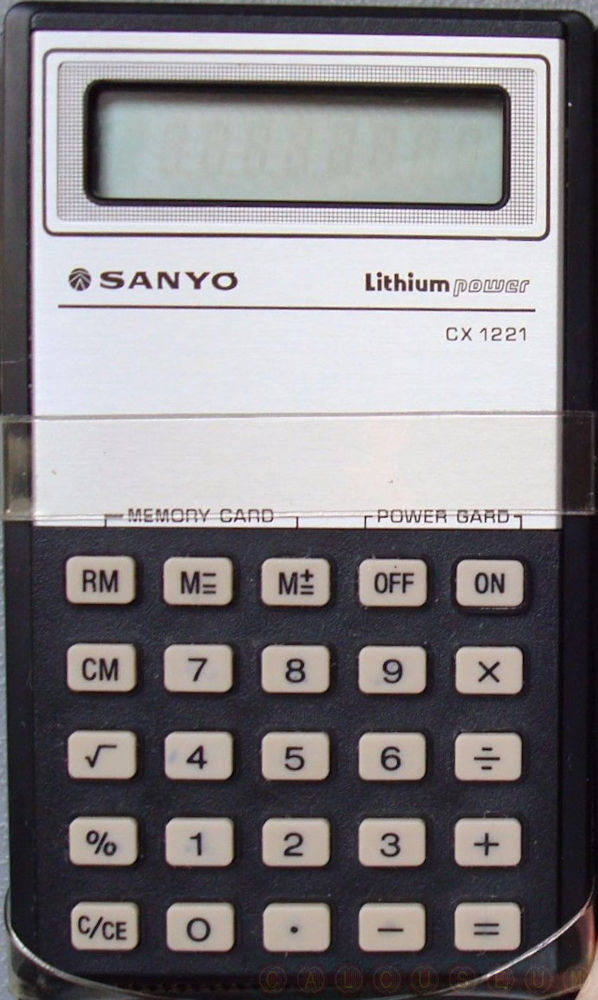 SANYO Lithium power
CX 1221
MEMORY CARD POWER GARD
RM M= M± OFF ON
CM 7 8 9 ×
√ 4 5 6 ÷
% 1 2 3 +
C/CE 0 · − =
CALCUSEUM